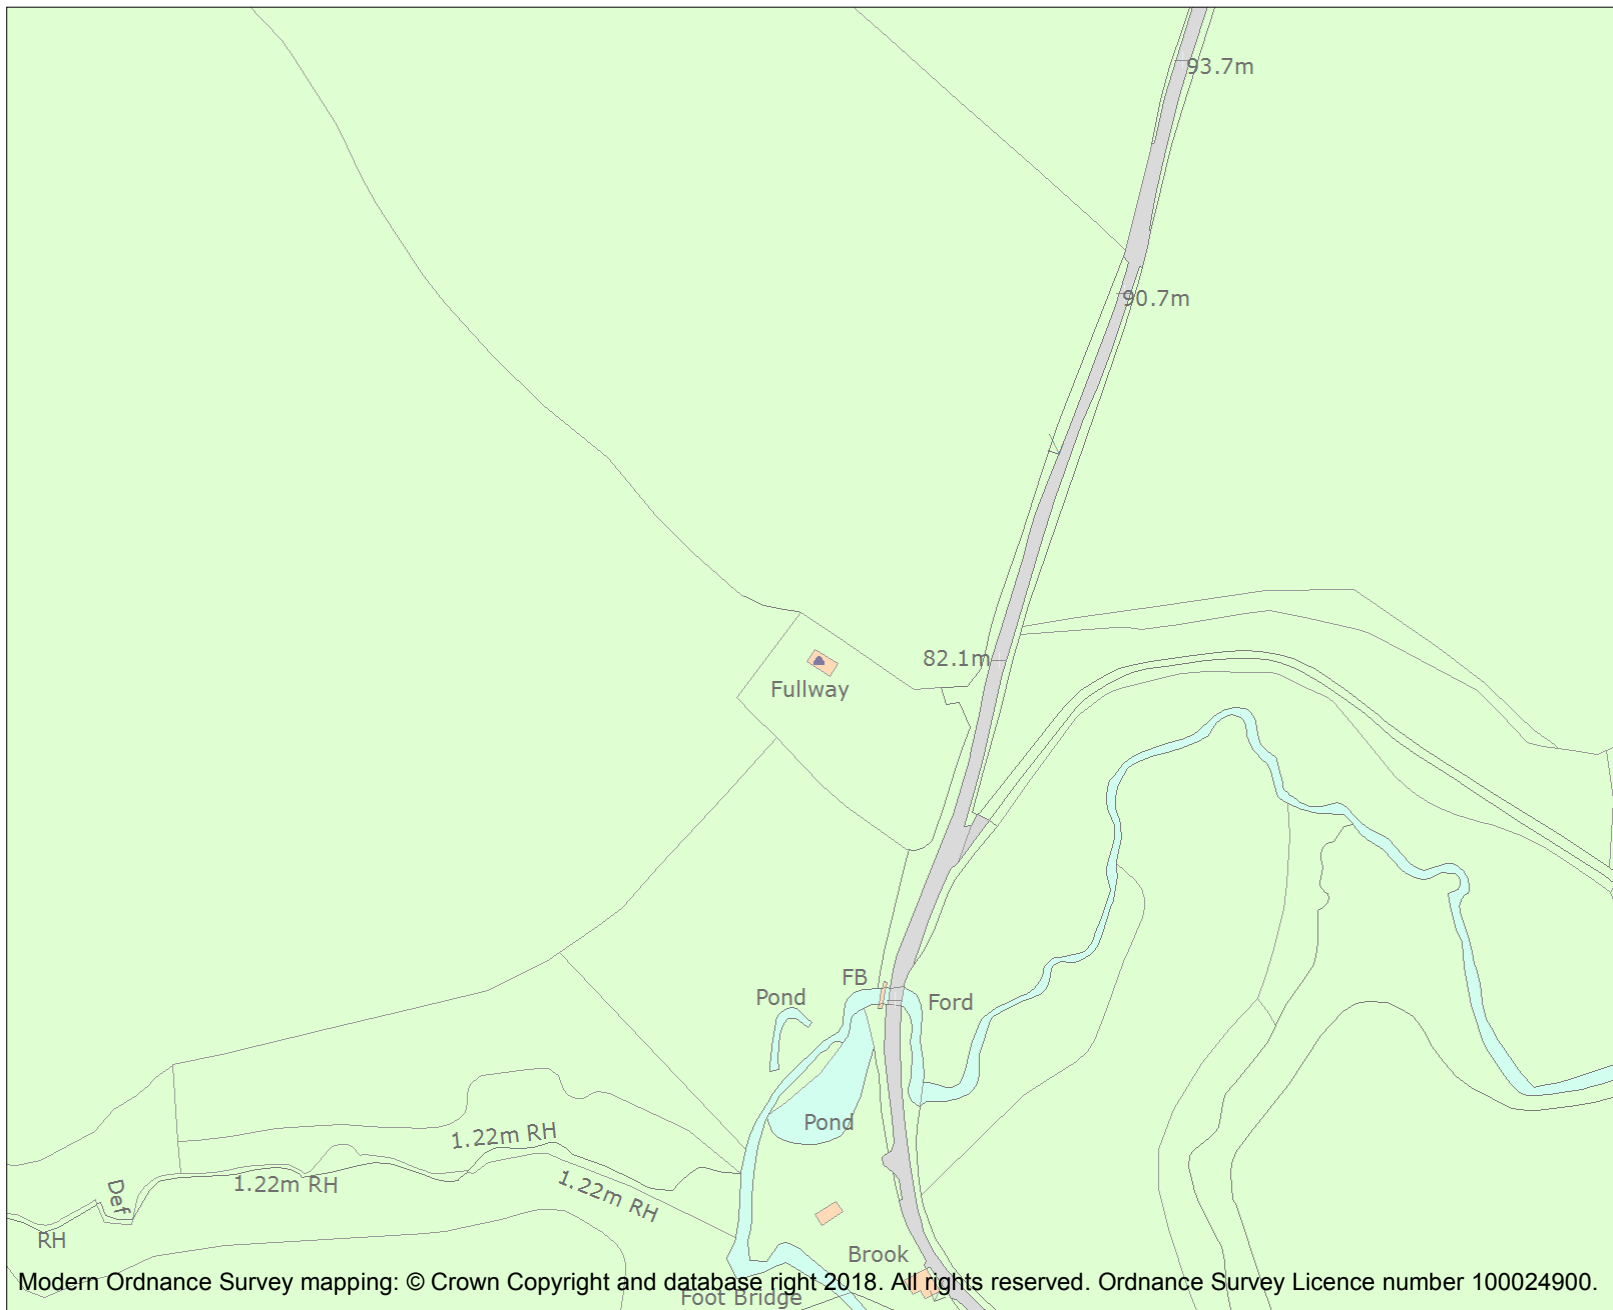 93.7m
90.7m
82.1m
Fullway
FB
Pond
Ford
Pond
1.22m RH
1.22m RH
1.22m RH
Def
RH
Brook
Modern Ordnance Survey mapping: © Crown Copyright and database right 2018. All rights reserved. Ordnance Survey Licence number 100024900.
Foot Bridge